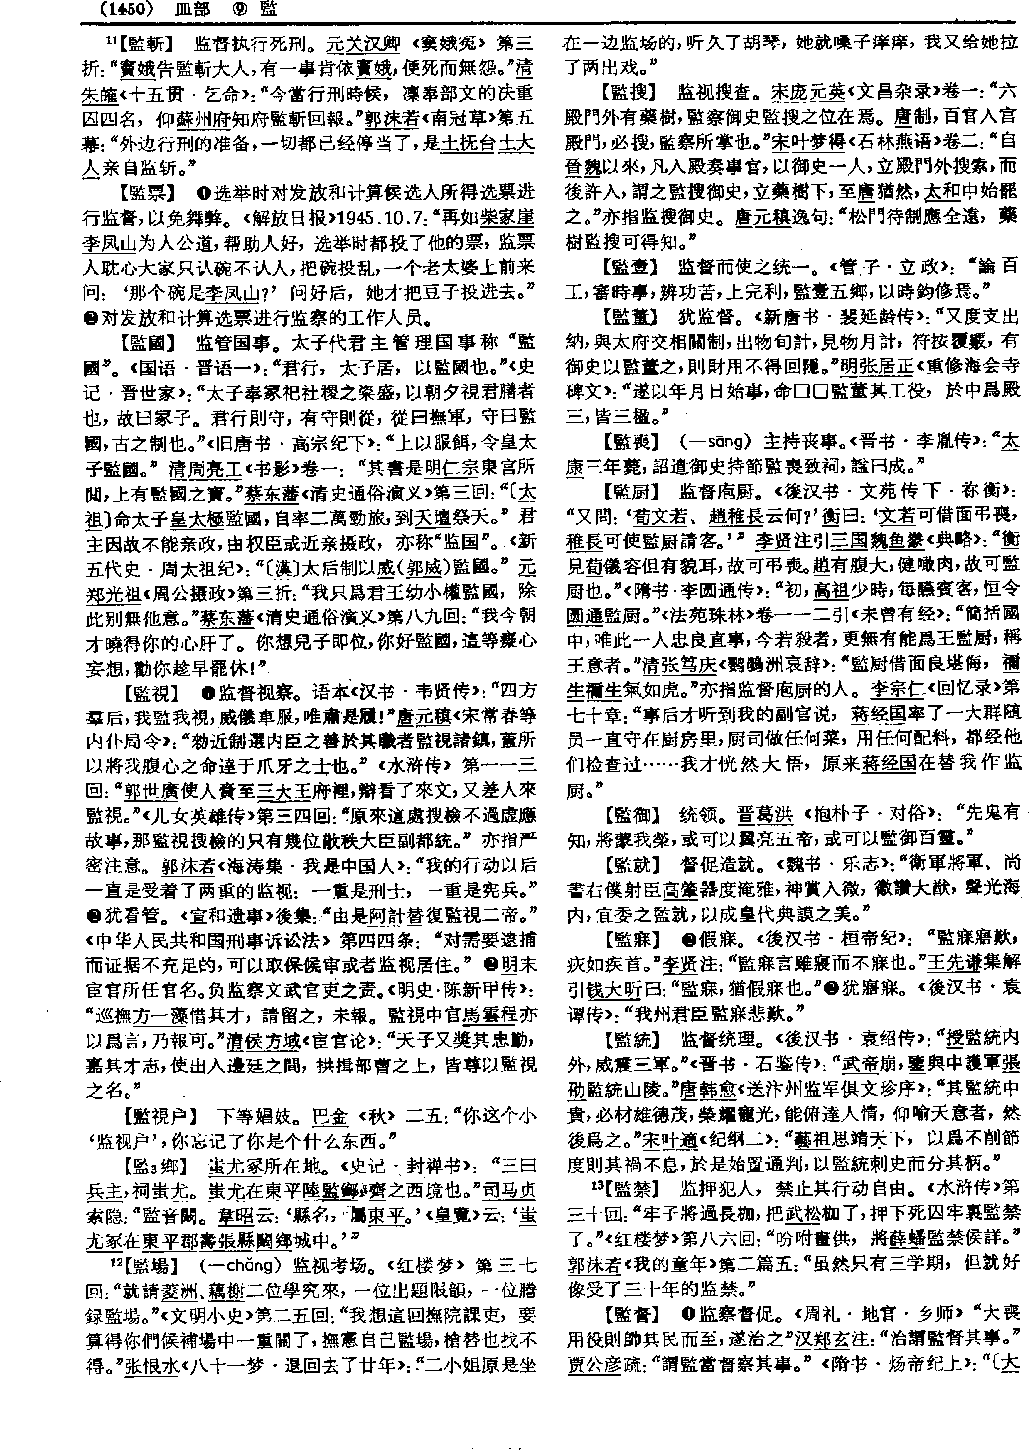 （1450） 皿部 ⑨ 監
¹¹【監斬】 监督执行死刑。元关汉卿《窦娥冤》第三
折：“竇娥告監斬大人，有一事肯依竇娥，便死而無怨。”清
朱㿥《十五贯·乞命》：“今當行刑時候，凜奉部文的決重
囚四名，仰蘇州府知府監斬回報。”郭沫若《南冠草》第五
幕：“外边行刑的准备，一切都已经停当了，是土抚台土大
人亲自监斩。”
【監票】 ❶选举时对发放和计算候选人所得选票进
行监督，以免舞弊。《解放日报》1945.10.7：“再如柴家崖
李凤山为人公道，帮助人好，选举时都投了他的票，监票
人耽心大家只认碗不认人，把碗投乱，一个老太婆上前来
问：‘那个碗是李凤山？’问好后，她才把豆子投进去。”
❷对发放和计算选票进行监察的工作人员。
【監國】 监管国事。太子代君主管理国事称“監
國”。《国语·晋语一》：“君行，太子居，以監國也。”《史
记·晋世家》：“太子奉冢祀社稷之粢盛，以朝夕視君膳者
也，故曰冢子。君行則守，有守則從，從曰撫軍，守曰監
國，古之制也。”《旧唐书·高宗纪下》：“上以服餌，令皇太
子監國。”清周亮工《书影》卷一：“其書是明仁宗東宮所
閲，上有監國之寶。”蔡东藩《清史通俗演义》第三回：“〔太
祖〕命太子皇太極監國，自率二萬勁旅，到天壇祭天。”君
主因故不能亲政，由权臣或近亲摄政，亦称“监国”。《新
五代史·周太祖纪》：“〔漢〕太后制以威（郭威）監國。”元
郑光祖《周公摄政》第三折：“我只爲君王幼小權監國，除
此别無他意。”蔡东藩《清史通俗演义》第八九回：“我今朝
才曉得你的心肝了。你想兒子即位，你好監國，這等癡心
妄想，勸你趁早罷休！”
【監視】 ❶监督视察。语本《汉书·韦贤传》：“四方
羣后，我監我視，威儀車服，唯肅是履！”唐元稹《宋常春等
内仆局令》：“勑近制選内臣之善於其職者監視諸鎮，蓋所
以將我腹心之命達于爪牙之士也。”《水浒传》第一一三
回：“郭世廣使人賫至三大王府裡，辯看了來文，又差人來
監視。”《儿女英雄传》第三四回：“原來這處搜檢不過虚應
故事，那監視搜檢的只有幾位散秩大臣副都統。”亦指严
密注意。郭沫若《海涛集·我是中国人》：“我的行动以后
一直是受着了两重的监视：一重是刑士，一重是宪兵。”
❷犹看管。《宣和遗事》後集：“由是阿計替復監視二帝。”
《中华人民共和国刑事诉讼法》第四四条：“对需要逮捕
而证据不充足的，可以取保候审或者监视居住。”❸明末
宦官所任官名。负监察文武官吏之责。《明史·陈新甲传》：
“巡撫方一藻惜其才，請留之，未報。監視中官馬雲程亦
以爲言，乃報可。”清侯方域《宦官论》：“天子又獎其忠勤，
嘉其才志，使出入邊廷之間，拱揖部曹之上，皆尊以監視
之名。”
【監視户】 下等娼妓。巴金《秋》二五：“你这个小
‘监视户’，你忘记了你是个什么东西。”
【監₃鄉】 蚩尤冢所在地。《史记·封禅书》：“三曰
兵主，祠蚩尤。蚩尤在東平陸監鄉，齊之西境也。”司马贞
索隐：“監音闞。韋昭云：‘縣名，屬東平。’《皇覽》云：‘蚩
尤冢在東平郡壽張縣闞鄉城中。’”
¹²【監場】 （—chǎng）监视考场。《红楼梦》第三七
回：“就請菱洲、藕榭二位學究來，一位出題限韻，一位謄
録監場。”《文明小史》第二五回：“我想這回撫院課吏，要
算得你們候補場中一重關了，撫憲自己監場，槍替也找不
得。”张恨水《八十一梦·退回去了廿年》：“二小姐原是坐
在一边监场的，听久了胡琴，她就嗓子痒痒，我又给她拉
了两出戏。”
【監搜】 监视搜查。宋庞元英《文昌杂录》卷一：“六
殿門外有藥樹，監察御史監搜之位在焉。唐制，百官入宫
殿門，必搜，監察所掌也。”宋叶梦得《石林燕语》卷二：“自
晉魏以來，凡入殿奏事官，以御史一人，立殿門外搜索，而
後許入，謂之監搜御史，立藥樹下，至唐猶然，太和中始罷
之。”亦指监搜御史。唐元稹逸句：“松門待制應全遠，藥
樹監搜可得知。”
【監壹】 监督而使之统一。《管子·立政》：“論百
工，審時事，辨功苦，上完利，監壹五鄉，以時鈞修焉。”
【監董】 犹监督。《新唐书·裴延龄传》：“又度支出
納，與太府交相關制，出物旬計，見物月計，符按覆覈，有
御史以監董之，則財用不得回隱。”明张居正《重修海会寺
碑文》：“遂以年月日始事，命囗囗監董其工役，於中爲殿
三，皆三楹。”
【監喪】 （—sāng）主持丧事。《晋书·李胤传》：“太
康三年薨，詔遣御史持節監喪致祠，謚曰成。”
【監厨】 监督庖厨。《後汉书·文苑传下·祢衡》：
“又問：‘荀文若、趙稚長云何？’衡曰：‘文若可借面弔喪，
稚長可使監厨請客。’”李贤注引三国魏鱼豢《典略》：“衡
見荀儀容但有貌耳，故可弔喪。趙有腹大，健噉肉，故可監
厨也。”《隋书·李圆通传》：“初，高祖少時，每醼賓客，恒令
圓通監厨。”《法苑珠林》卷一一二引《未曾有经》：“簡括國
中，唯此一人忠良直事，今若殺者，更無有能爲王監厨，稱
王意者。”清张笃庆《鹦鹉洲哀辞》：“監厨借面良堪侮，禰
生禰生氣如虎。”亦指监督庖厨的人。李宗仁《回忆录》第
七十章：“事后才听到我的副官说，蒋经国率了一大群随
员一直守在厨房里，厨司做任何菜，用任何配料，都经他
们检查过……我才恍然大悟，原来蒋经国在替我作监
厨。”
【監御】 统领。晋葛洪《抱朴子·对俗》：“先鬼有
知，將蒙我榮，或可以翼亮五帝，或可以監御百靈。”
【監就】 督促造就。《魏书·乐志》：“衛軍將軍、尚
書右僕射臣高肇器度淹雅，神賞入微，徽讚大猷，聲光海
内，宜委之監就，以成皇代典謨之美。”
【監寐】 ❶假寐。《後汉书·桓帝纪》：“監寐寤歎，
疢如疾首。”李贤注：“監寐言雖寢而不寐也。”王先谦集解
引钱大昕曰：“監寐，猶假寐也。”❷犹寤寐。《後汉书·袁
谭传》：“我州君臣監寐悲歎。”
【監統】 监督统理。《後汉书·袁绍传》：“授監統内
外，威震三軍。”《晋书·石鉴传》：“武帝崩，鑒與中護軍張
劭監統山陵。”唐韩愈《送汴州监军俱文珍序》：“其監統中
貴，必材雄德茂，榮耀寵光，能俯達人情，仰喻天意者，然
後爲之。”宋叶適《纪纲二》：“藝祖思靖天下，以爲不削節
度則其禍不息，於是始置通判，以監統刺史而分其柄。”
¹³【監禁】 监押犯人，禁止其行动自由。《水浒传》第
三十回：“牢子將過長枷，把武松枷了，押下死囚牢裏監禁
了。”《红楼梦》第八六回：“吩咐畫供，將薛蟠監禁候詳。”
郭沫若《我的童年》第二篇五：“虽然只有三学期，但就好
像受了三十年的监禁。”
【監督】 ❶监察督促。《周礼·地官·乡师》“大喪
用役則帥其民而至，遂治之”汉郑玄注：“治謂監督其事。”
贾公彦疏：“謂監當督察其事。”《隋书·炀帝纪上》：“〔大